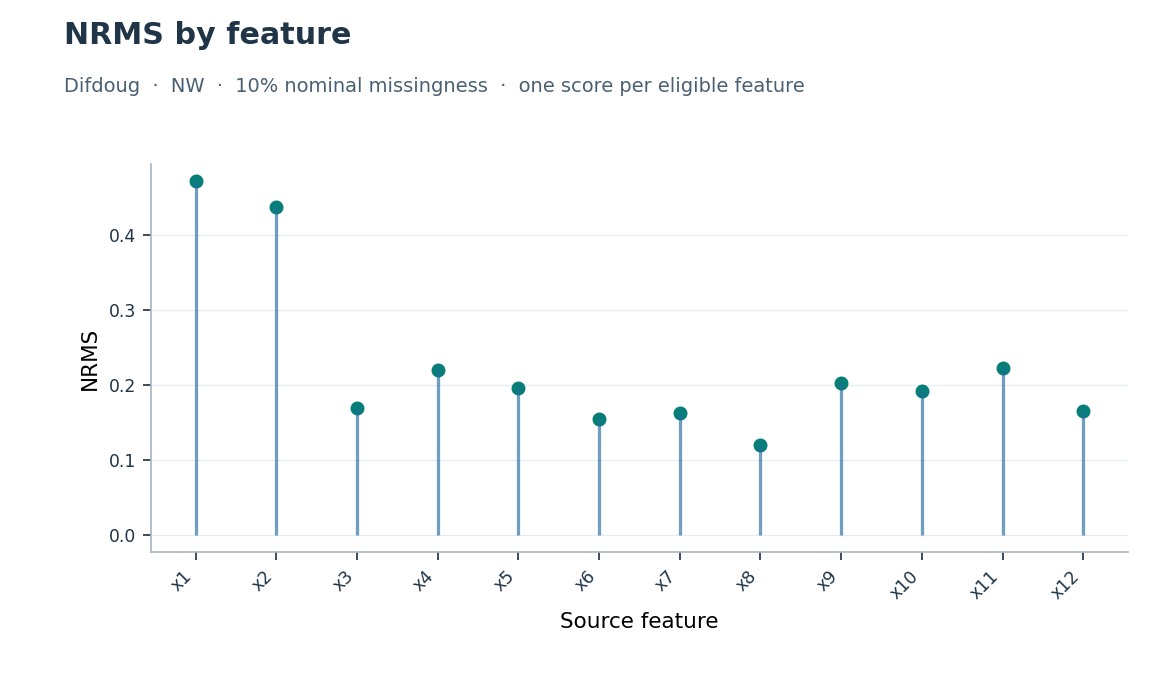 NRMS by feature
Difdoug · NW · 10% nominal missingness · one score per eligible feature
NRMS
0.4
0.3
0.2
0.1
0.0
x1 x2 x3 x4 x5 x6 x7 x8 x9 x10 x11 x12
Source feature